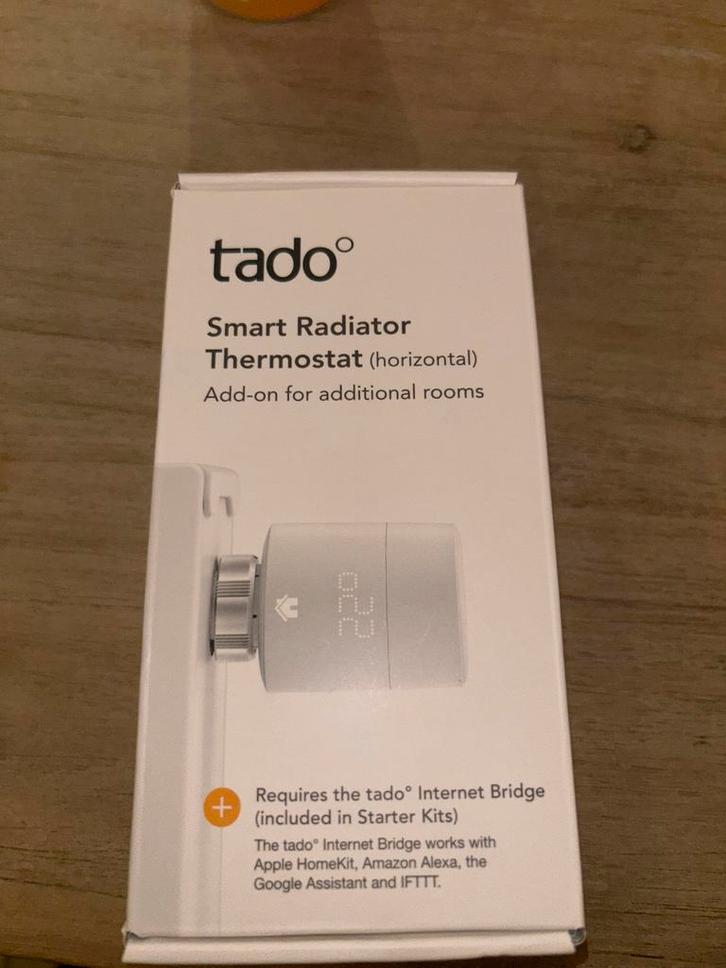 tado°
Smart Radiator
Thermostat (horizontal)
Add-on for additional rooms
22°
+ Requires the tado° Internet Bridge
(included in Starter Kits)
The tado° Internet Bridge works with
Apple HomeKit, Amazon Alexa, the
Google Assistant and IFTTT.